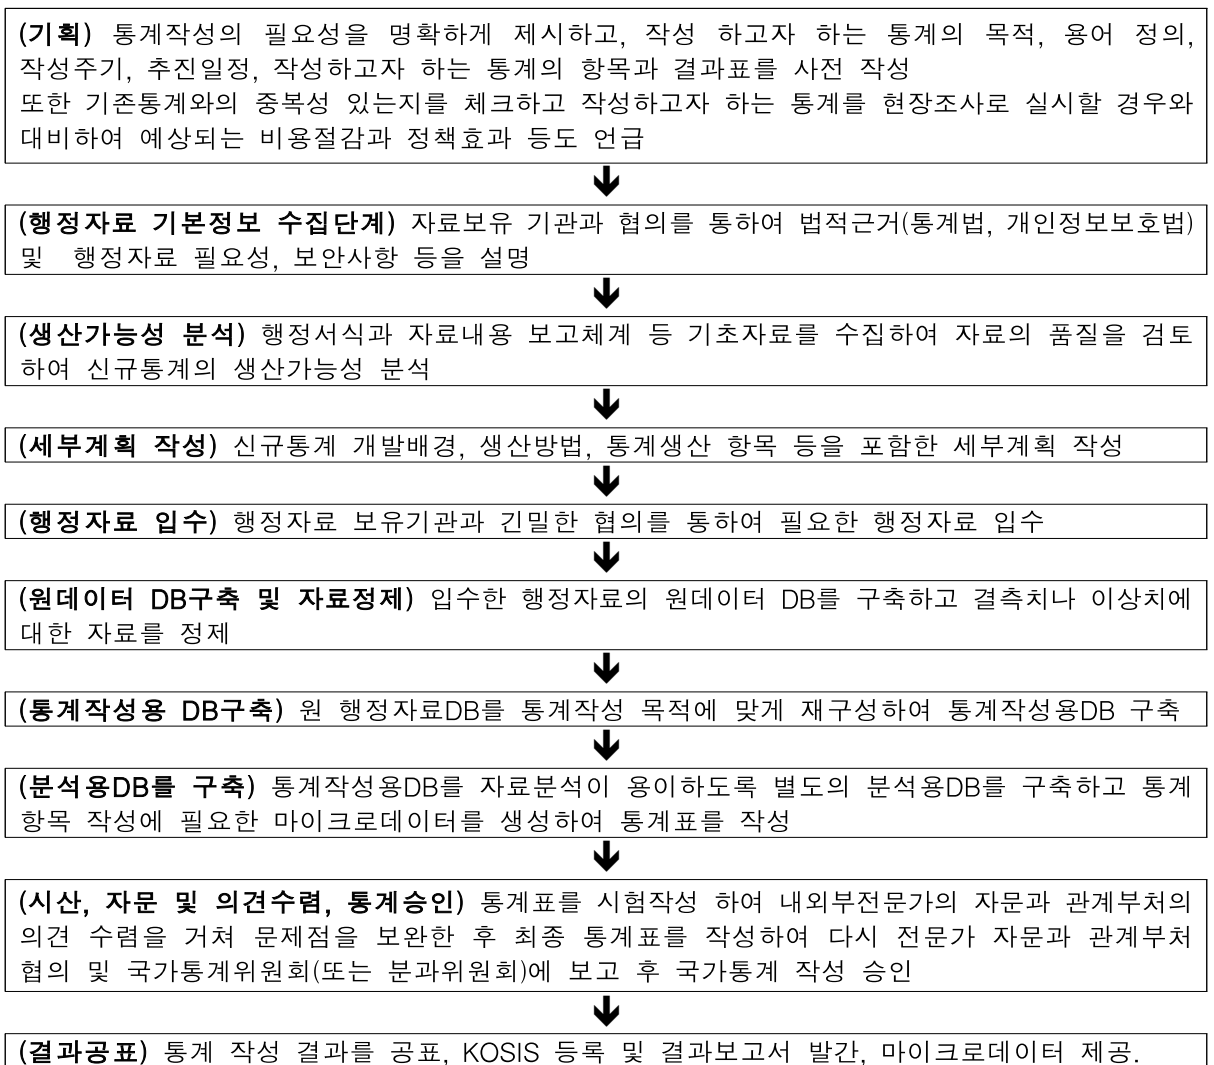 (기획) 통계작성의 필요성을 명확하게 제시하고, 작성 하고자 하는 통계의 목적, 용어 정의,
작성주기, 추진일정, 작성하고자 하는 통계의 항목과 결과표를 사전 작성
또한 기존통계와의 중복성 있는지를 체크하고 작성하고자 하는 통계를 현장조사로 실시할 경우와
대비하여 예상되는 비용절감과 정책효과 등도 언급
(행정자료 기본정보 수집단계) 자료보유 기관과 협의를 통하여 법적근거(통계법, 개인정보보호법)
및 행정자료 필요성, 보안사항 등을 설명
(생산가능성 분석) 행정서식과 자료내용 보고체계 등 기초자료를 수집하여 자료의 품질을 검토
하여 신규통계의 생산가능성 분석
(세부계획 작성) 신규통계 개발배경, 생산방법, 통계생산 항목 등을 포함한 세부계획 작성
(행정자료 입수) 행정자료 보유기관과 긴밀한 협의를 통하여 필요한 행정자료 입수
(원데이터 DB구축 및 자료정제) 입수한 행정자료의 원데이터 DB를 구축하고 결측치나 이상치에
대한 자료를 정제
(통계작성용 DB구축) 원 행정자료DB를 통계작성 목적에 맞게 재구성하여 통계작성용DB 구축
(분석용DB를 구축) 통계작성용DB를 자료분석이 용이하도록 별도의 분석용DB를 구축하고 통계
항목 작성에 필요한 마이크로데이터를 생성하여 통계표를 작성
(시산, 자문 및 의견수렴, 통계승인) 통계표를 시험작성 하여 내외부전문가의 자문과 관계부처의
의견 수렴을 거쳐 문제점을 보완한 후 최종 통계표를 작성하여 다시 전문가 자문과 관계부처
협의 및 국가통계위원회(또는 분과위원회)에 보고 후 국가통계 작성 승인
(결과공표) 통계 작성 결과를 공표, KOSIS 등록 및 결과보고서 발간, 마이크로데이터 제공.